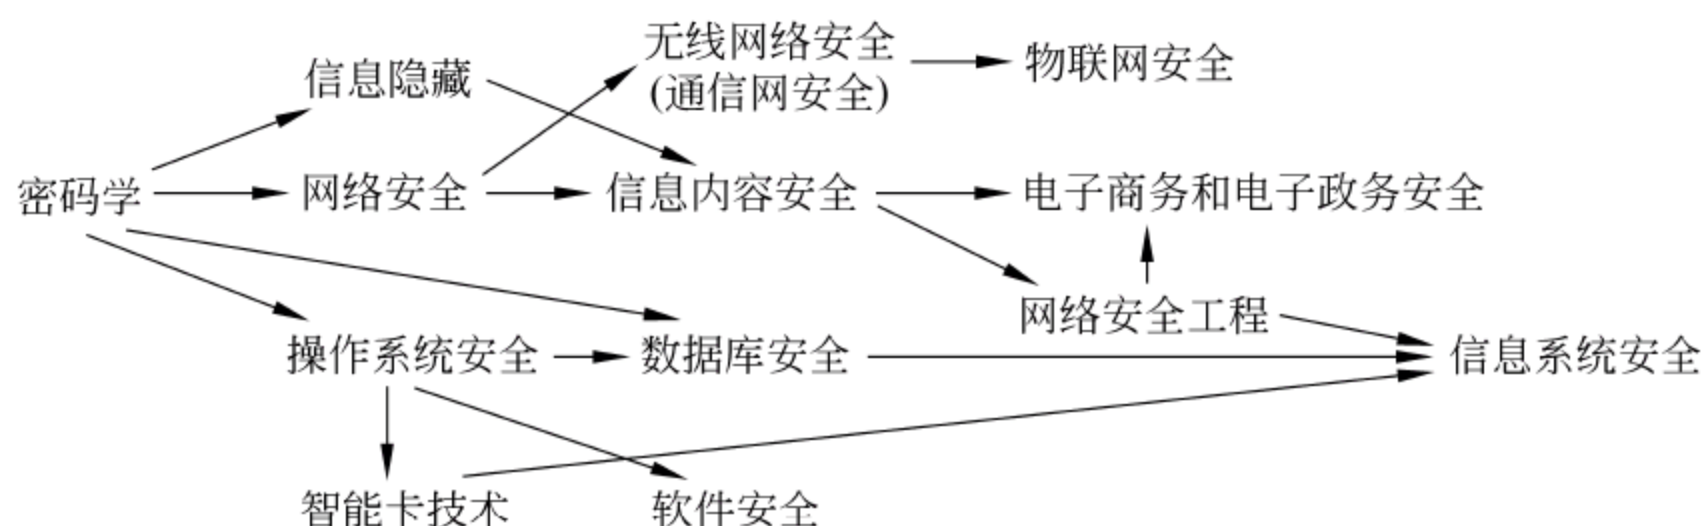 无线网络安全
(通信网安全)
物联网安全
信息隐藏
密码学
网络安全
信息内容安全
电子商务和电子政务安全
网络安全工程
操作系统安全
数据库安全
信息系统安全
智能卡技术
软件安全